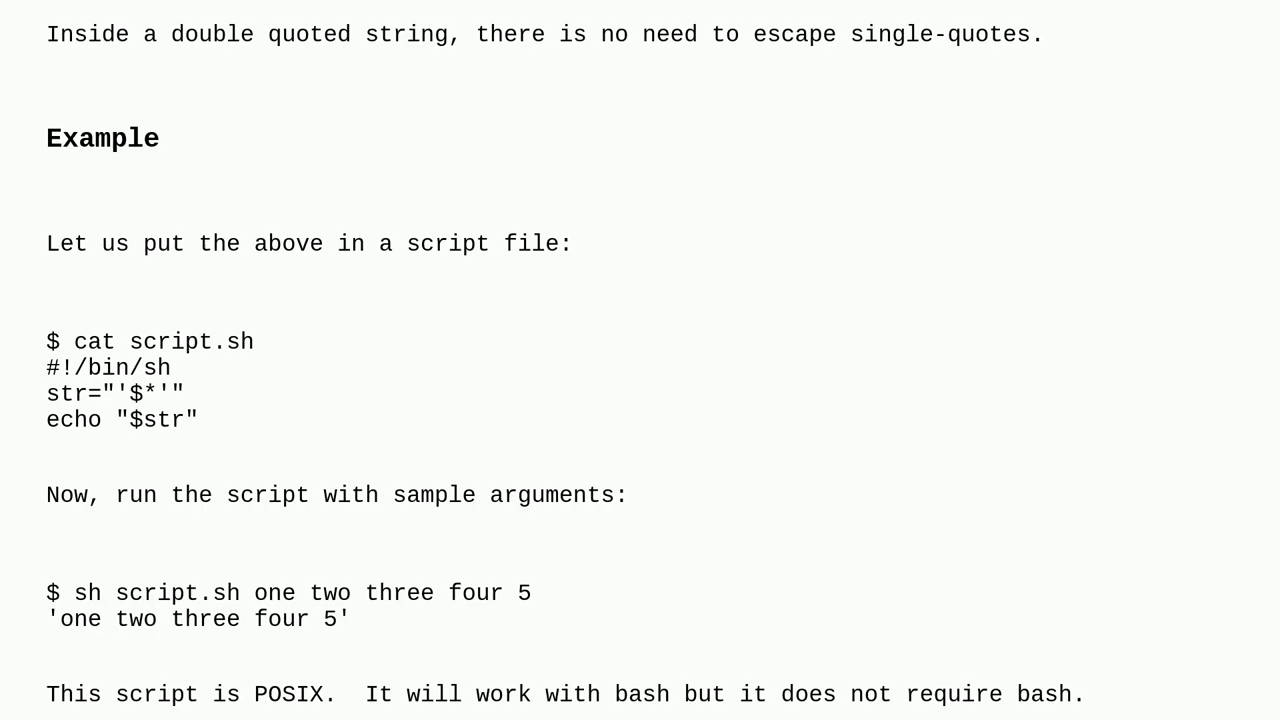 Inside a double quoted string, there is no need to escape single-quotes.
Example
Let us put the above in a script file:
$ cat script.sh
#!/bin/sh
str="'$*'"
echo "$str"
Now, run the script with sample arguments:
$ sh script.sh one two three four 5
'one two three four 5'
This script is POSIX.  It will work with bash but it does not require bash.